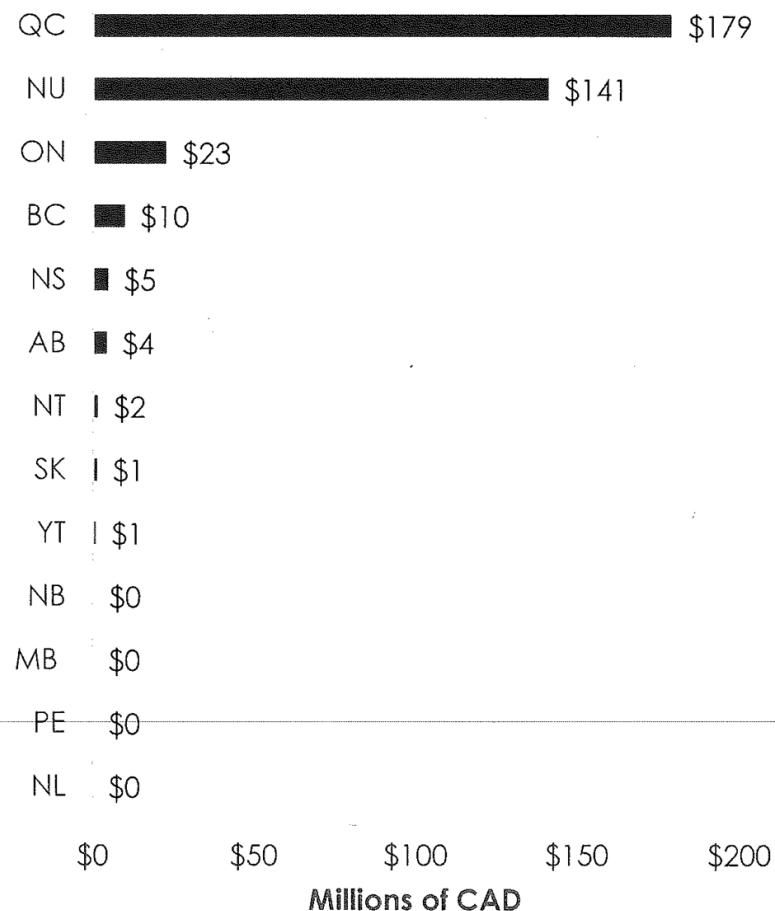 QC $179
NU $141
ON $23
BC $10
NS $5
AB $4
NT $2
SK $1
YT $1
NB $0
MB $0
PE $0
NL $0
$0 $50 $100 $150 $200
Millions of CAD